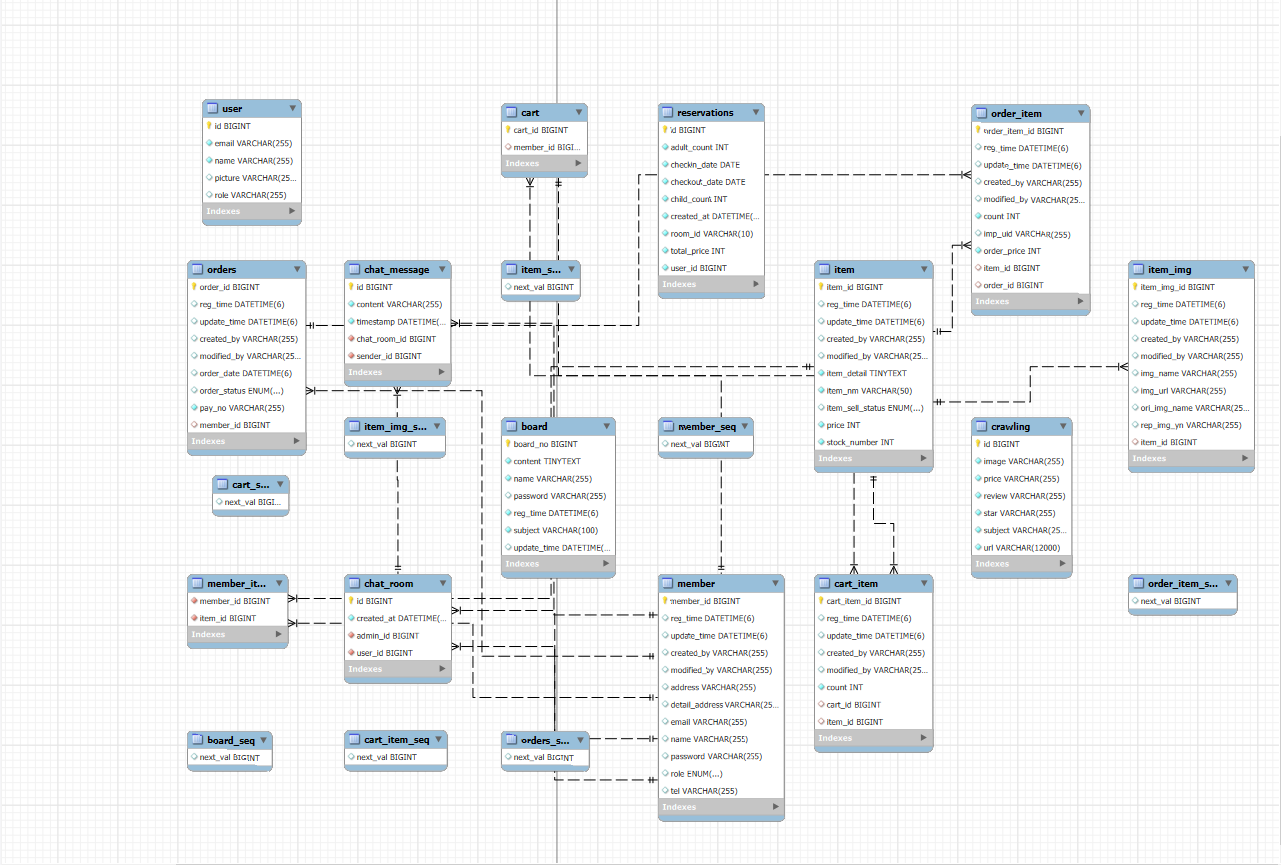 user
id BIGINT
email VARCHAR(255)
name VARCHAR(255)
picture VARCHAR(25...
role VARCHAR(255)
Indexes
cart
cart_id BIGINT
member_id BIGI...
Indexes
reservations
id BIGINT
adult_count INT
checkin_date DATE
checkout_date DATE
child_count INT
created_at DATETIME(...
room_id VARCHAR(10)
total_price INT
user_id BIGINT
Indexes
order_item
order_item_id BIGINT
reg_time DATETIME(6)
update_time DATETIME(6)
created_by VARCHAR(255)
modified_by VARCHAR(25...
count INT
imp_uid VARCHAR(255)
order_price INT
item_id BIGINT
order_id BIGINT
Indexes
orders
order_id BIGINT
reg_time DATETIME(6)
update_time DATETIME(6)
created_by VARCHAR(255)
modified_by VARCHAR(25...
order_date DATETIME(6)
order_status ENUM(...)
pay_no VARCHAR(255)
member_id BIGINT
Indexes
chat_message
id BIGINT
content VARCHAR(255)
timestamp DATETIME(...
chat_room_id BIGINT
sender_id BIGINT
Indexes
item_s...
next_val BIGINT
item
item_id BIGINT
reg_time DATETIME(6)
update_time DATETIME(6)
created_by VARCHAR(255)
modified_by VARCHAR(25...
item_detail TINYTEXT
item_nm VARCHAR(50)
item_sell_status ENUM(...)
price INT
stock_number INT
Indexes
item_img
item_img_id BIGINT
reg_time DATETIME(6)
update_time DATETIME(6)
created_by VARCHAR(255)
modified_by VARCHAR(255)
img_name VARCHAR(255)
img_url VARCHAR(255)
ori_img_name VARCHAR(25...
rep_img_yn VARCHAR(255)
item_id BIGINT
Indexes
item_img_s...
next_val BIGINT
board
board_no BIGINT
content TINYTEXT
name VARCHAR(255)
password VARCHAR(255)
reg_time DATETIME(6)
subject VARCHAR(100)
update_time DATETIME(...
Indexes
member_seq
next_val BIGINT
crawling
id BIGINT
image VARCHAR(255)
price VARCHAR(255)
review VARCHAR(255)
star VARCHAR(255)
subject VARCHAR(25...
url VARCHAR(12000)
Indexes
cart_s...
next_val BIGI...
member_it...
member_id BIGINT
item_id BIGINT
Indexes
chat_room
id BIGINT
created_at DATETIME(...
admin_id BIGINT
user_id BIGINT
Indexes
member
member_id BIGINT
reg_time DATETIME(6)
update_time DATETIME(6)
created_by VARCHAR(255)
modified_by VARCHAR(255)
address VARCHAR(255)
detail_address VARCHAR(25...
email VARCHAR(255)
name VARCHAR(255)
password VARCHAR(255)
role ENUM(...)
tel VARCHAR(255)
Indexes
cart_item
cart_item_id BIGINT
reg_time DATETIME(6)
update_time DATETIME(6)
created_by VARCHAR(255)
modified_by VARCHAR(25...
count INT
cart_id BIGINT
item_id BIGINT
Indexes
order_item_s...
next_val BIGINT
board_seq
next_val BIGINT
cart_item_seq
next_val BIGINT
orders_s...
next_val BIGINT